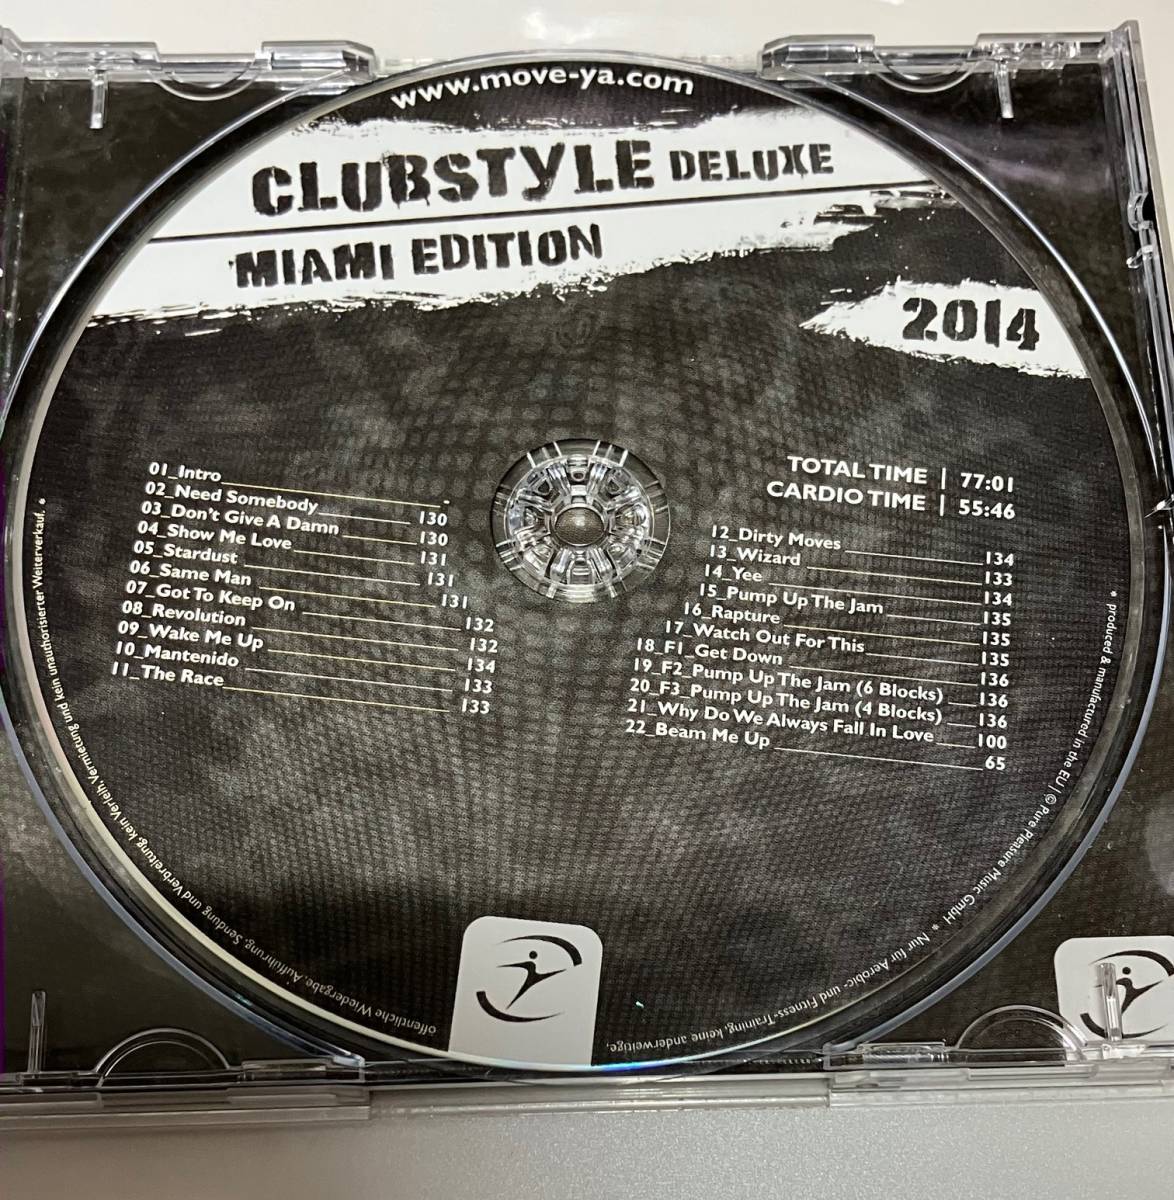 www.move-ya.com
CLUBSTYLE DELUXE
MIAMI EDITION
2014
TOTAL TIME | 77:01
CARDIO TIME | 55:46
01_Intro -
02_Need Somebody 130
03_Don't Give A Damn 130
04_Show Me Love 131
05_Stardust 131
06_Same Man 131
07_Got To Keep On 132
08_Revolution 132
09_Wake Me Up 134
10_Mantenido 133
11_The Race 133
12_Dirty Moves 134
13_Wizard 133
14_Yee 134
15_Pump Up The Jam 135
16_Rapture 135
17_Watch Out For This 135
18_F1_Get Down 136
19_F2_Pump Up The Jam (6 Blocks) 136
20_F3_Pump Up The Jam (4 Blocks) 136
21_Why Do We Always Fall In Love 100
22_Beam Me Up 65
* produced & manufactured in the EU | © Pure Pleasure Music GmbH * Nur für Aerobic- und Fitness-Training, keine anderweitige, öffentliche Wiedergabe, Aufführung, Sendung und Verbreitung, kein Verleih, Vermietung und kein unauthorisierter Weiterverkauf. *